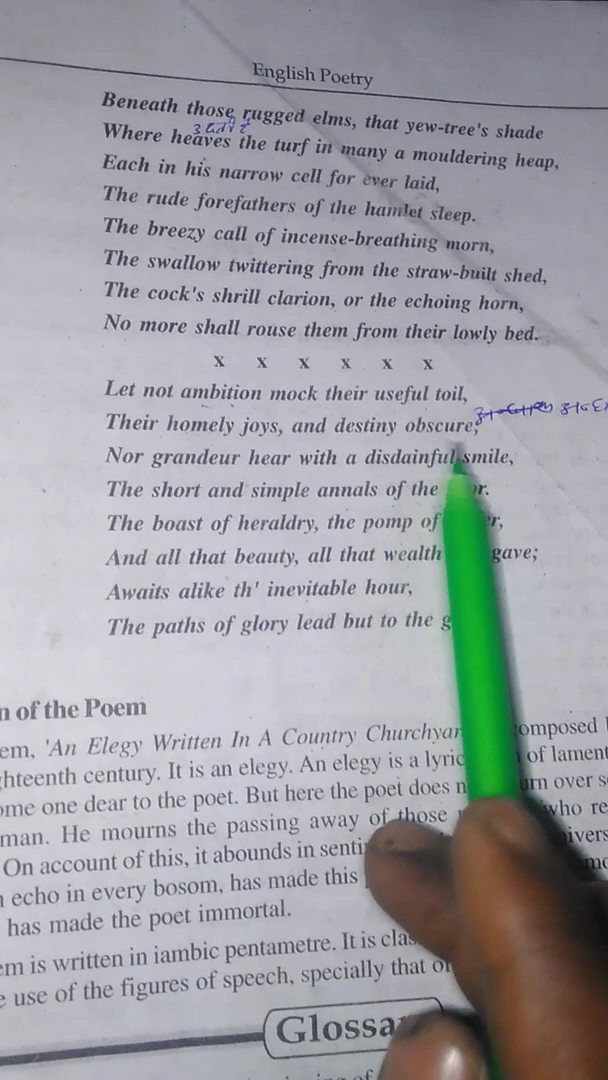 English Poetry
Beneath those rugged elms, that yew-tree's shade
Where heaves the turf in many a mouldering heap,
Each in his narrow cell for ever laid,
The rude forefathers of the hamlet sleep.
The breezy call of incense-breathing morn,
The swallow twittering from the straw-built shed,
The cock's shrill clarion, or the echoing horn,
No more shall rouse them from their lowly bed.
x x x x x x
Let not ambition mock their useful toil,
Their homely joys, and destiny obscure;
Nor grandeur hear with a disdainful smile,
The short and simple annals of the
The boast of heraldry, the pomp of
And all that beauty, all that wealth gave;
Awaits alike th' inevitable hour,
The paths of glory lead but to the g
n of the Poem
em, 'An Elegy Written In A Country Churchyar composed
ghteenth century. It is an elegy. An elegy is a lyric of lament
ome one dear to the poet. But here the poet does n urn over s
man. He mourns the passing away of those who re
On account of this, it abounds in senti nivers
n echo in every bosom, has made this mo
has made the poet immortal.
em is written in iambic pentametre. It is clas
e use of the figures of speech, specially that o
Glossa